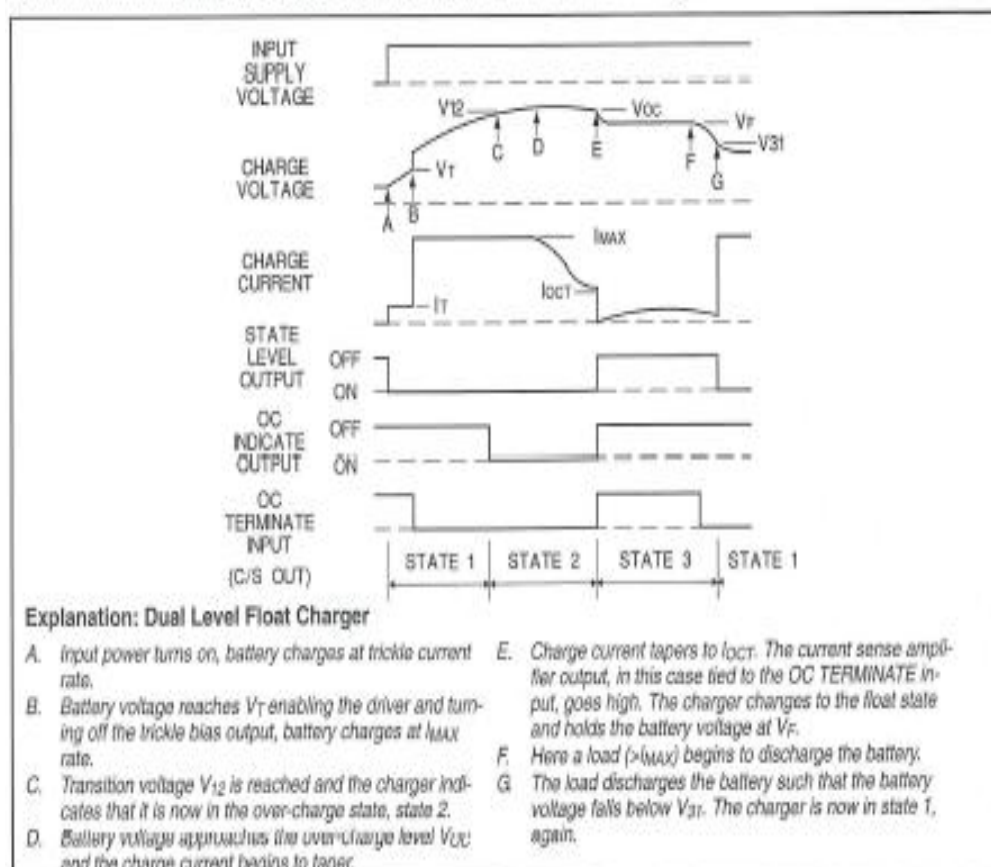 INPUT
SUPPLY
VOLTAGE
V12
VOC
VF
V31
C
D
E
F
G
CHARGE
VOLTAGE
VT
A
B
IMAX
CHARGE
CURRENT
IOCT
IT
STATE
LEVEL
OUTPUT
OFF
ON
OC
INDICATE
OUTPUT
OFF
ON
OC
TERMINATE
INPUT
(C/S OUT)
STATE 1
STATE 2
STATE 3
STATE 1
Explanation: Dual Level Float Charger
A. Input power turns on, battery charges at trickle current
rate.
B. Battery voltage reaches VT enabling the driver and turn-
ing off the trickle bias output, battery charges at IMAX
rate.
C. Transition voltage V12 is reached and the charger indi-
cates that it is now in the over-charge state, state 2.
D. Battery voltage approaches the over-charge level VOC
and the charge current begins to taper.
E. Charge current tapers to IOCT. The current sense ampli-
fier output, in this case tied to the OC TERMINATE in-
put, goes high. The charger changes to the float state
and holds the battery voltage at VF.
F. Here a load (>IMAX) begins to discharge the battery.
G The load discharges the battery such that the battery
voltage falls below V31. The charger is now in state 1,
again.